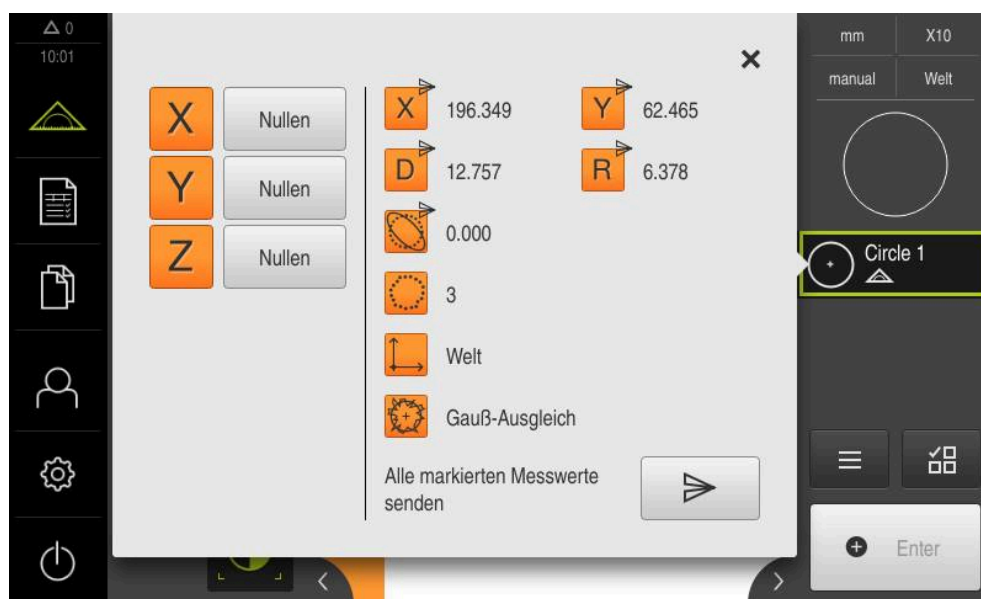 0
10:01
mm
X10
manual
Welt
X
Nullen
Y
Nullen
Z
Nullen
X
196.349
Y
62.465
D
12.757
R
6.378
0.000
3
Welt
Gauß-Ausgleich
Alle markierten Messwerte
senden
Circle 1
Enter